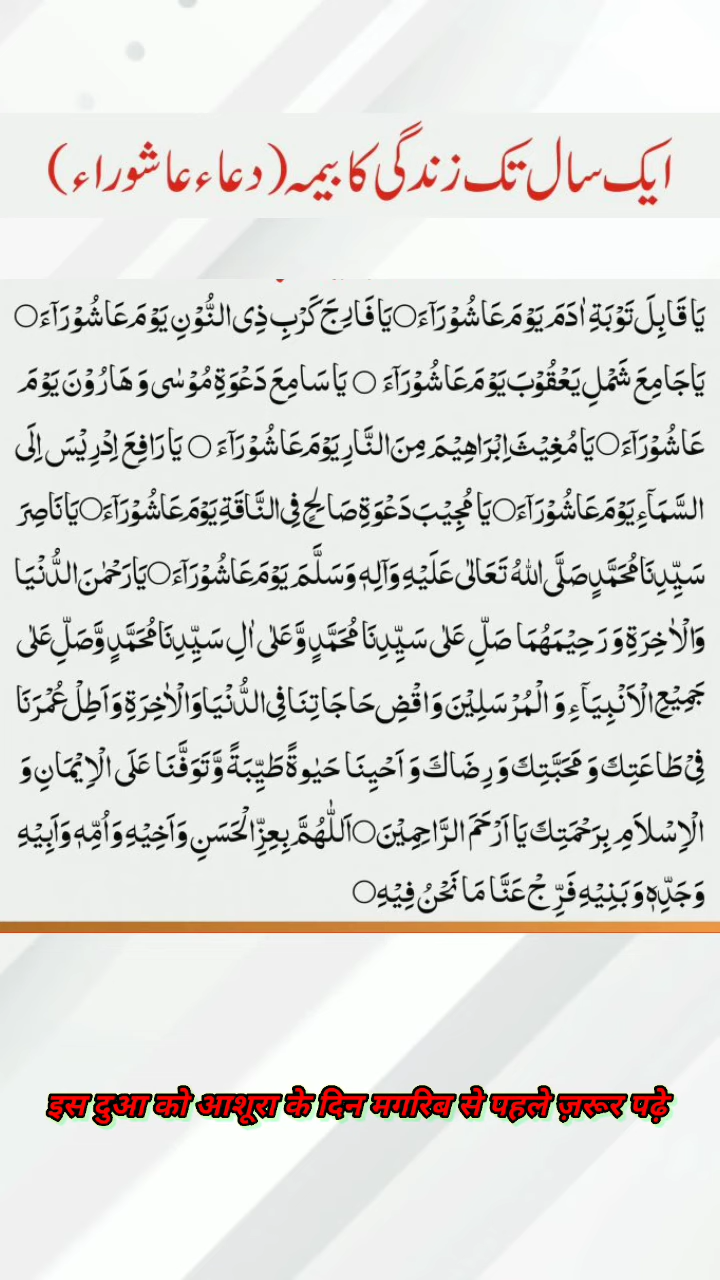 ایک سال تک زندگی کا بیمہ (دعاء عاشوراء)
يَا قَابِلَ تَوْبَةِ اٰدَمَ يَوْمَ عَاشُوْرَآءَ○ يَا فَارِجَ كَرْبِ ذِى النُّوْنِ يَوْمَ عَاشُوْرَآءَ○
يَا جَامِعَ شَمْلِ يَعْقُوْبَ يَوْمَ عَاشُوْرَآءَ ○ يَا سَامِعَ دَعْوَةِ مُوْسٰى وَ هَارُوْنَ يَوْمَ
عَاشُوْرَآءَ○ يَا مُغِيْثَ اِبْرَاهِيْمَ مِنَ النَّارِ يَوْمَ عَاشُوْرَآءَ ○ يَا رَافِعَ اِدْرِيْسَ اِلَى
السَّمَآءِ يَوْمَ عَاشُوْرَآءَ○ يَا مُجِيْبَ دَعْوَةِ صَالِحٍ فِى النَّاقَةِ يَوْمَ عَاشُوْرَآءَ○ يَا نَاصِرَ
سَيِّدِنَا مُحَمَّدٍ صَلَّى اللهُ تَعَالٰى عَلَيْهِ وَآلِهٖ وَسَلَّمَ يَوْمَ عَاشُوْرَآءَ○ يَا رَحْمٰنَ الدُّنْيَا
وَالْاٰخِرَةِ وَ رَحِيْمَهُمَا صَلِّ عَلٰى سَيِّدِنَا مُحَمَّدٍ وَّعَلٰى اٰلِ سَيِّدِنَا مُحَمَّدٍ وَّصَلِّ عَلٰى
جَمِيْعِ الْاَنْبِيَآءِ وَ الْمُرْسَلِيْنَ وَاقْضِ حَاجَاتِنَا فِى الدُّنْيَا وَالْاٰخِرَةِ وَاَطِلْ عُمْرَنَا
فِىْ طَاعَتِكَ وَ مَحَبَّتِكَ وَ رِضَاكَ وَ اَحْيِنَا حَيٰوةً طَيِّبَةً وَّتَوَفَّنَا عَلَى الْاِيْمَانِ وَ
الْاِسْلَامِ بِرَحْمَتِكَ يَا اَرْحَمَ الرَّاحِمِيْنَ○ اَللّٰهُمَّ بِعِزِّ الْحَسَنِ وَاَخِيْهِ وَاُمِّهٖ وَاَبِيْهِ
وَجَدِّهٖ وَ بَنِيْهِ فَرِّجْ عَنَّا مَا نَحْنُ فِيْهِ○
इस दुआ को आशूरा के दिन मगरिब से पहले ज़रूर पढ़े